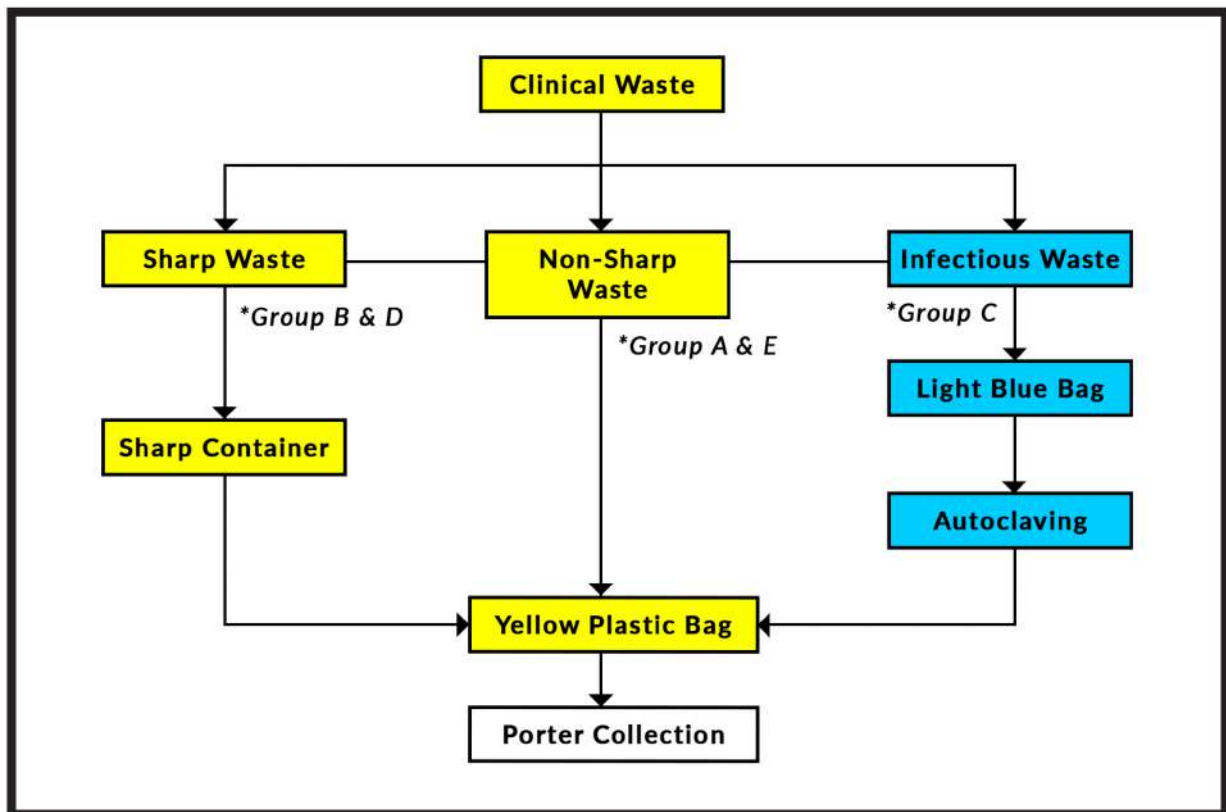 Clinical Waste
Sharp Waste
Non-Sharp
Waste
Infectious Waste
*Group B & D
*Group A & E
*Group C
Light Blue Bag
Sharp Container
Autoclaving
Yellow Plastic Bag
Porter Collection